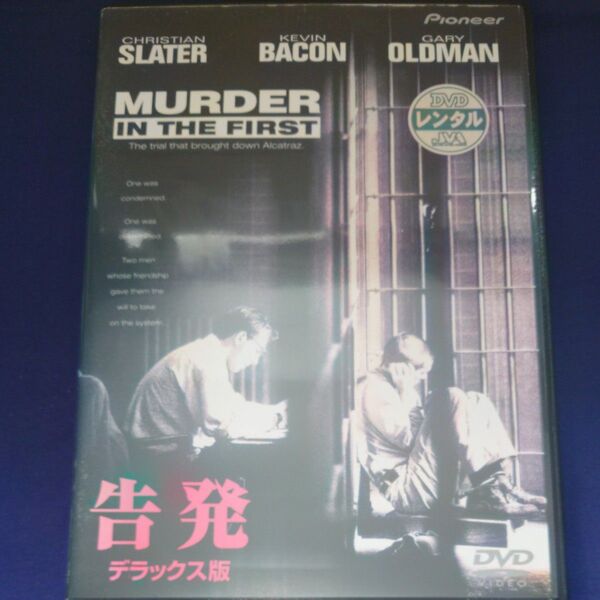 Pioneer
CHRISTIAN KEVIN GARY
SLATER BACON OLDMAN
MURDER
IN THE FIRST
The trial that brought down Alcatraz.
DVD
レンタル
JVA
One was
condemned.
One was
Two men
whose friendship
gave them the
will to take
on the system.
告発
デラックス版
DVD
VIDEO